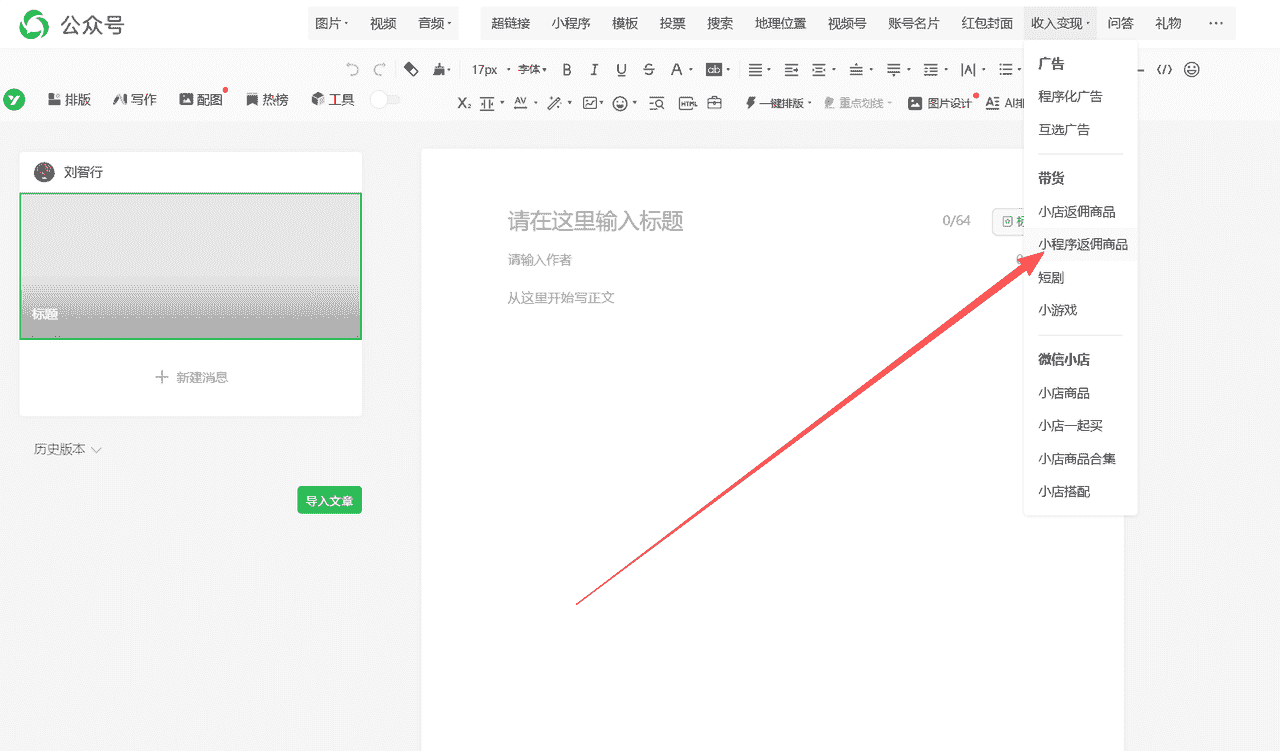 公众号
图片 视频 音频 超链接 小程序 模板 投票 搜索 地理位置 视频号 账号名片 红包封面 收入变现 问答 礼物 ···
17px 字体 B I U S A ab
排版 写作 配图 热榜 工具
X₂ AV HTML 一键排版 重点划线 图片设计 AI排
刘智行
标题
新建消息
历史版本
导入文章
请在这里输入标题
0/64
请输入作者
从这里开始写正文
广告
程序化广告
互选广告
带货
小店返佣商品
小程序返佣商品
短剧
小游戏
微信小店
小店商品
小店一起买
小店商品合集
小店搭配